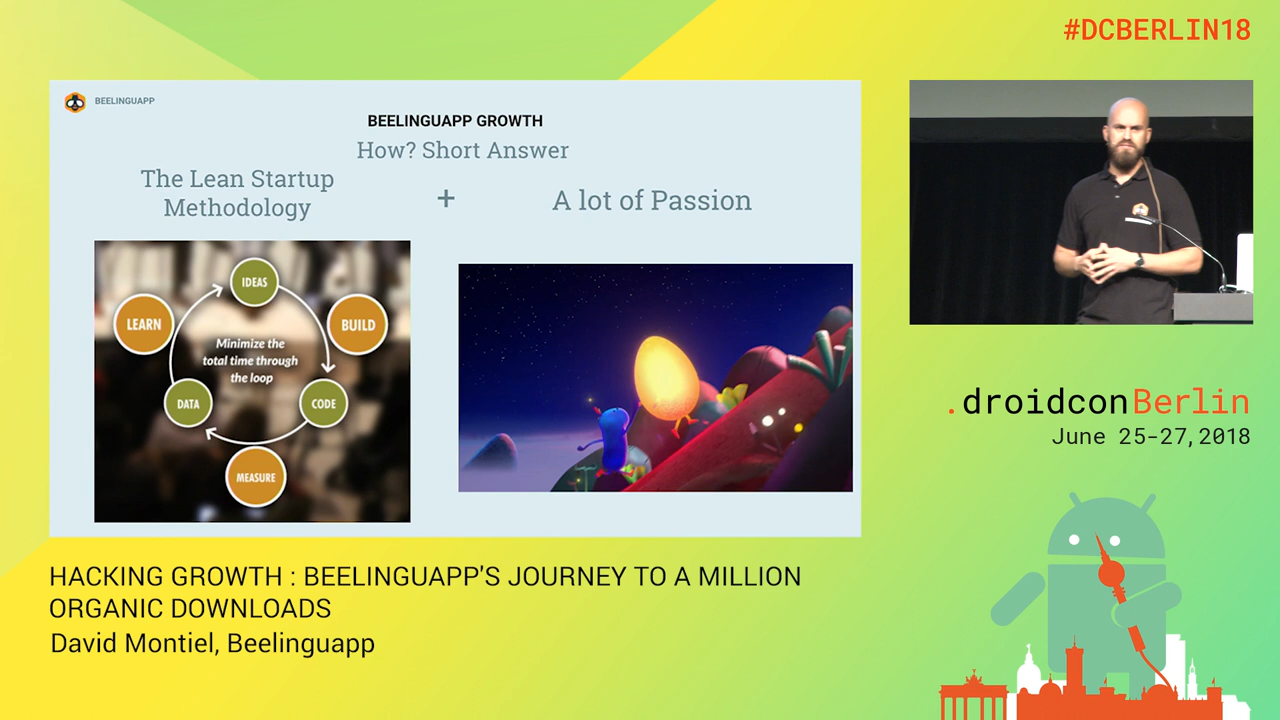 #DCBERLIN18
BEELINGUAPP
BEELINGUAPP GROWTH
How? Short Answer
The Lean Startup
Methodology
+
A lot of Passion
IDEAS
LEARN
BUILD
Minimize the
total time through
the loop
DATA
CODE
MEASURE
.droidconBerlin
June 25-27, 2018
HACKING GROWTH : BEELINGUAPP'S JOURNEY TO A MILLION
ORGANIC DOWNLOADS
David Montiel, Beelinguapp